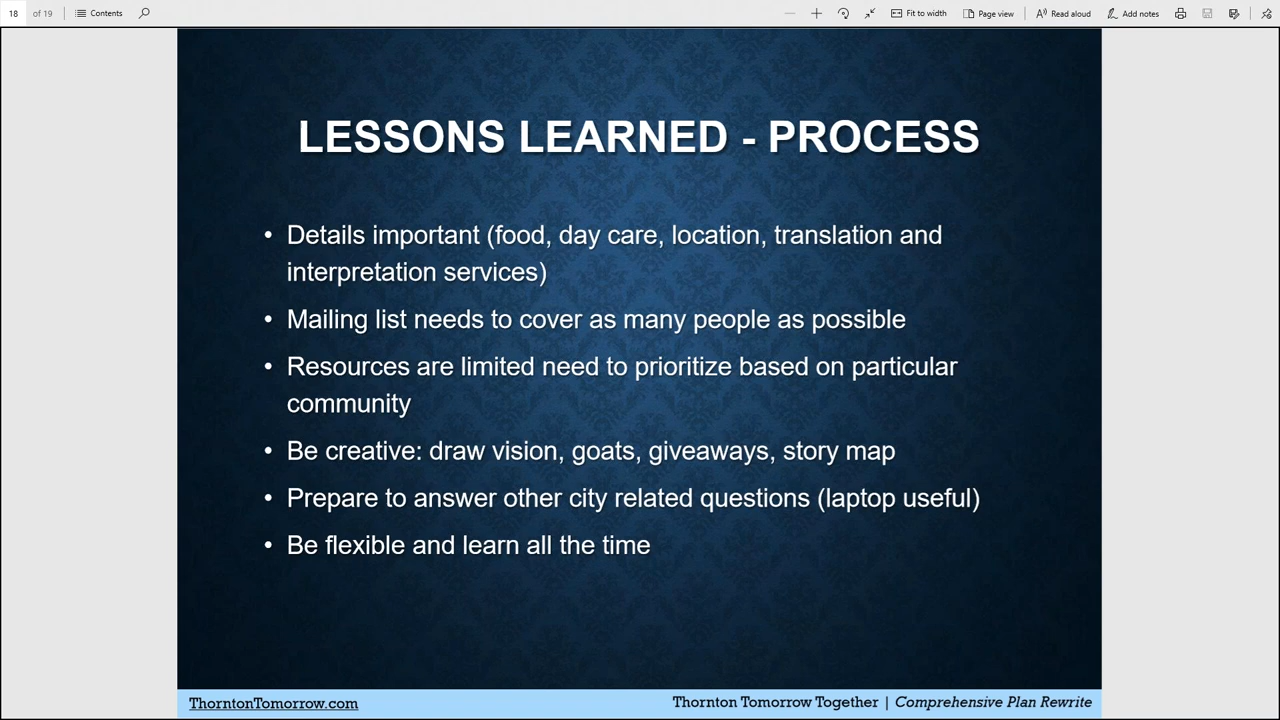 18 of 19 Contents Fit to width Page view Read aloud Add notes
LESSONS LEARNED - PROCESS
• Details important (food, day care, location, translation and
interpretation services)
• Mailing list needs to cover as many people as possible
• Resources are limited need to prioritize based on particular
community
• Be creative: draw vision, goats, giveaways, story map
• Prepare to answer other city related questions (laptop useful)
• Be flexible and learn all the time
ThorntonTomorrow.com Thornton Tomorrow Together | Comprehensive Plan Rewrite